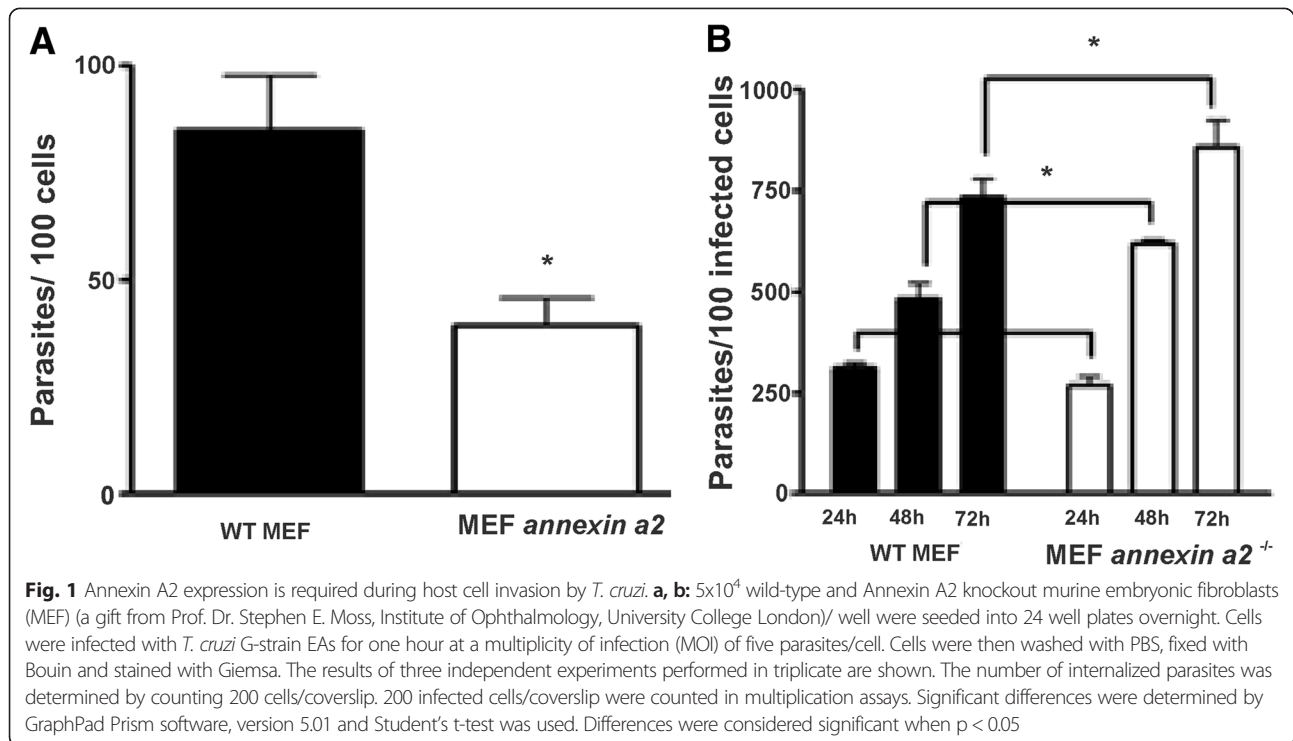 A
100
50
0
Parasites/ 100 cells
*
WT MEF
MEF annexin a2
B
*
*
1000
750
500
250
0
Parasites/100 infected cells
24h 48h 72h 24h 48h 72h
WT MEF MEF annexin a2 -/-
Fig. 1 Annexin A2 expression is required during host cell invasion by T. cruzi. a, b: 5x10⁴ wild-type and Annexin A2 knockout murine embryonic fibroblasts
(MEF) (a gift from Prof. Dr. Stephen E. Moss, Institute of Ophthalmology, University College London)/ well were seeded into 24 well plates overnight. Cells
were infected with T. cruzi G-strain EAs for one hour at a multiplicity of infection (MOI) of five parasites/cell. Cells were then washed with PBS, fixed with
Bouin and stained with Giemsa. The results of three independent experiments performed in triplicate are shown. The number of internalized parasites was
determined by counting 200 cells/coverslip. 200 infected cells/coverslip were counted in multiplication assays. Significant differences were determined by
GraphPad Prism software, version 5.01 and Student’s t-test was used. Differences were considered significant when p < 0.05